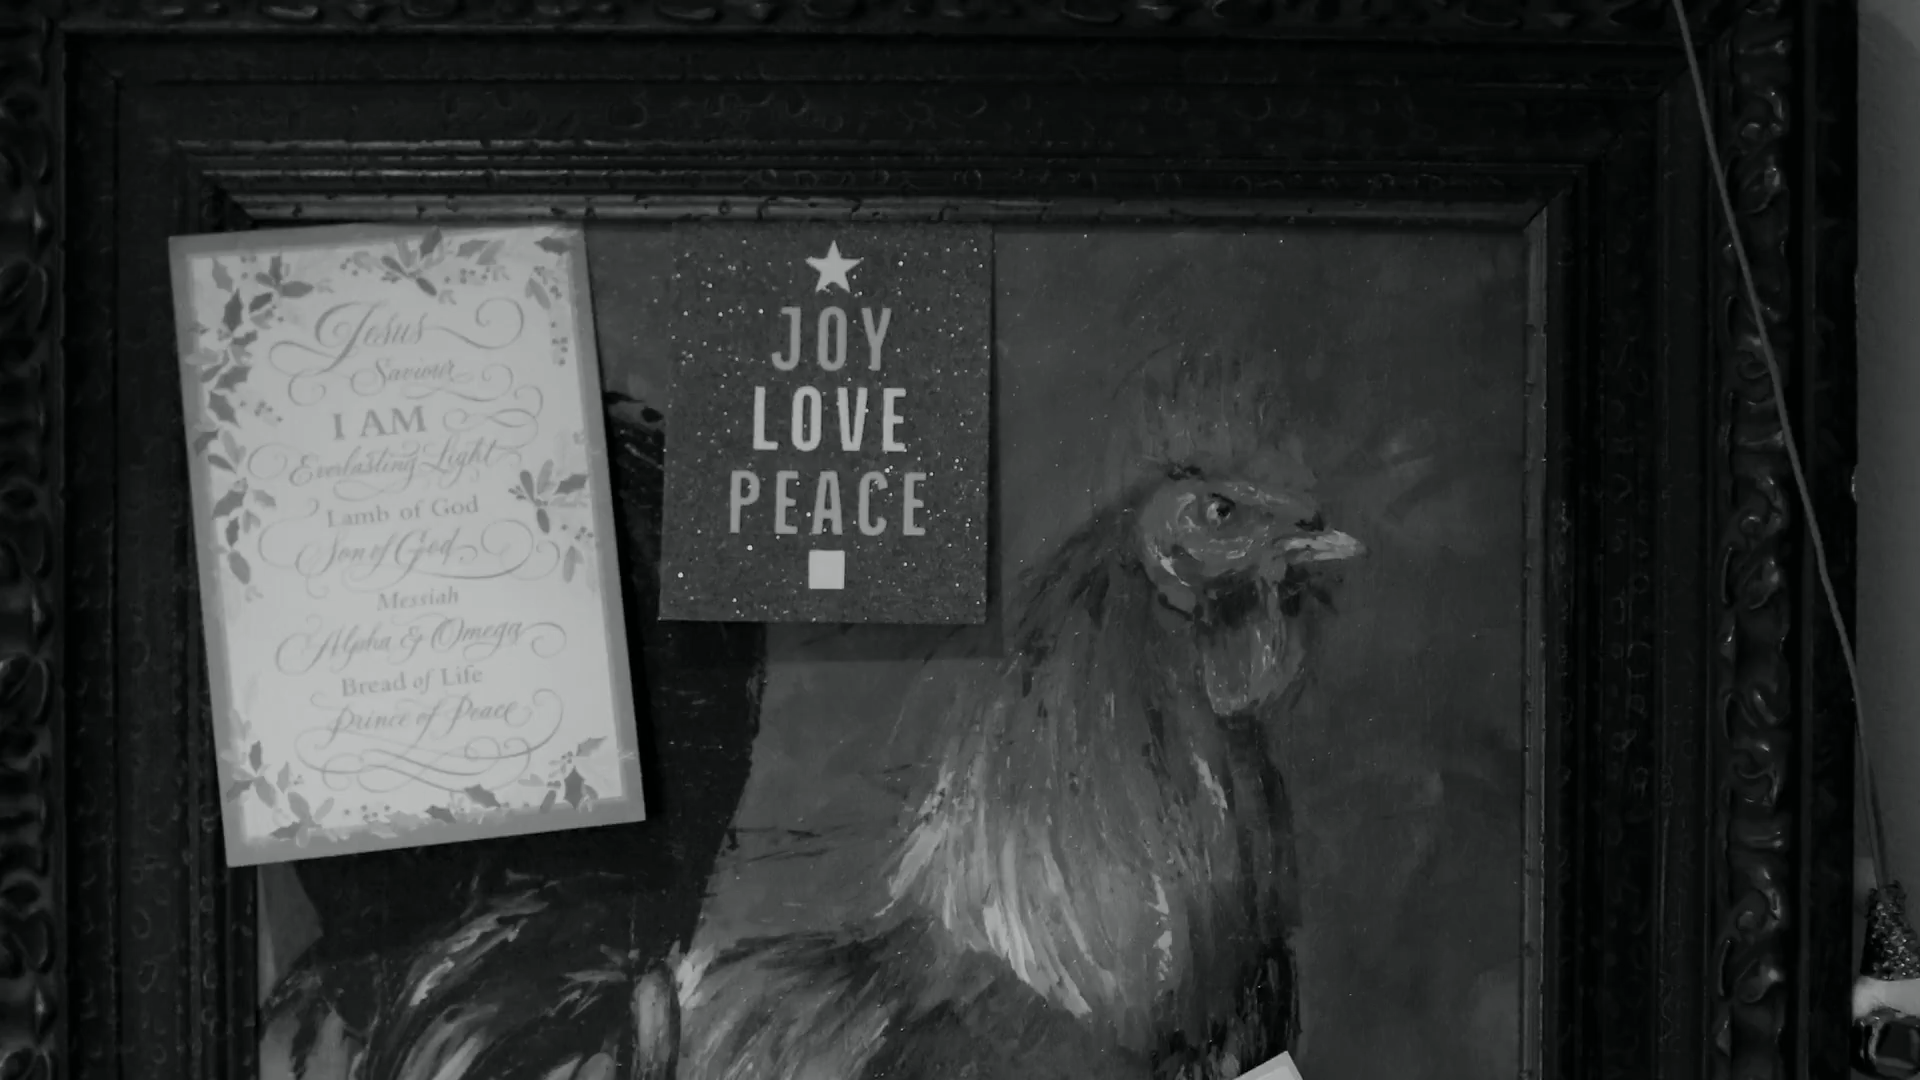 Jesus
Saviour
I AM
Everlasting Light
Lamb of God
Son of God
Messiah
Alpha & Omega
Bread of Life
Prince of Peace
JOY
LOVE
PEACE